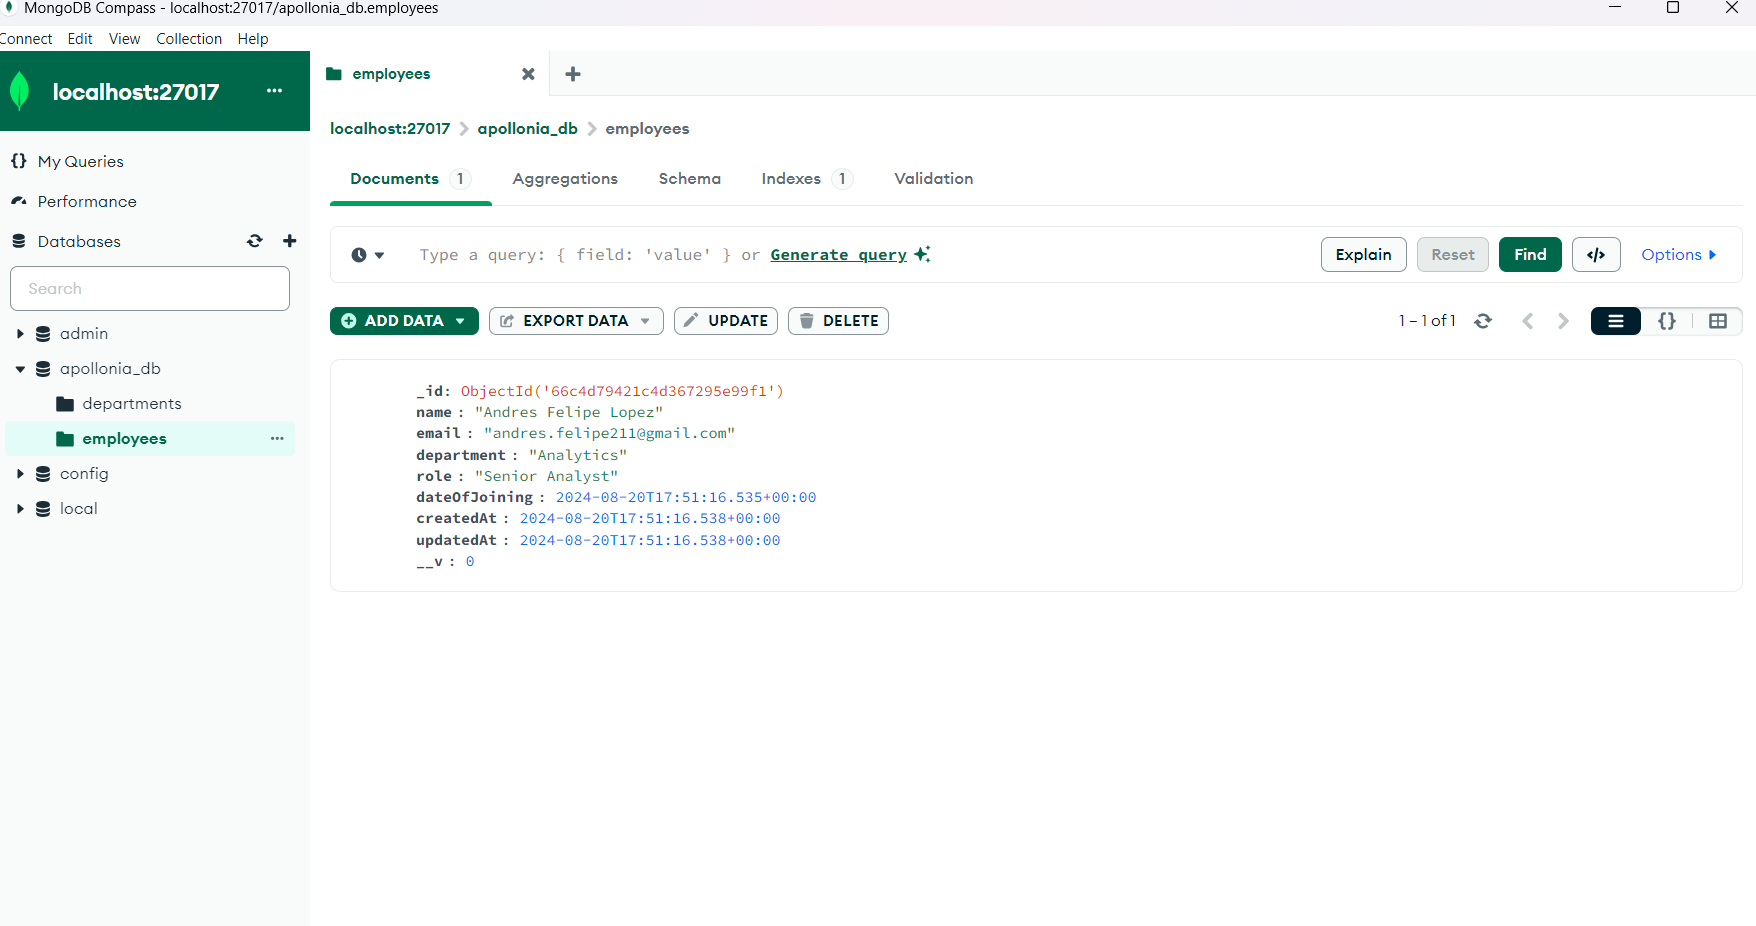 MongoDB Compass - localhost:27017/apollonia_db.employees
Connect Edit View Collection Help
localhost:27017 ...
employees
localhost:27017 > apollonia_db > employees
My Queries
Performance
Databases
Search
admin
apollonia_db
departments
employees ...
config
local
Documents 1 Aggregations Schema Indexes 1 Validation
Type a query: { field: 'value' } or Generate query
Explain Reset Find </> Options
ADD DATA EXPORT DATA UPDATE DELETE
1 – 1 of 1 {}
_id: ObjectId('66c4d79421c4d367295e99f1')
name : "Andres Felipe Lopez"
email : "andres.felipe211@gmail.com"
department : "Analytics"
role : "Senior Analyst"
dateOfJoining : 2024-08-20T17:51:16.535+00:00
createdAt : 2024-08-20T17:51:16.538+00:00
updatedAt : 2024-08-20T17:51:16.538+00:00
__v : 0